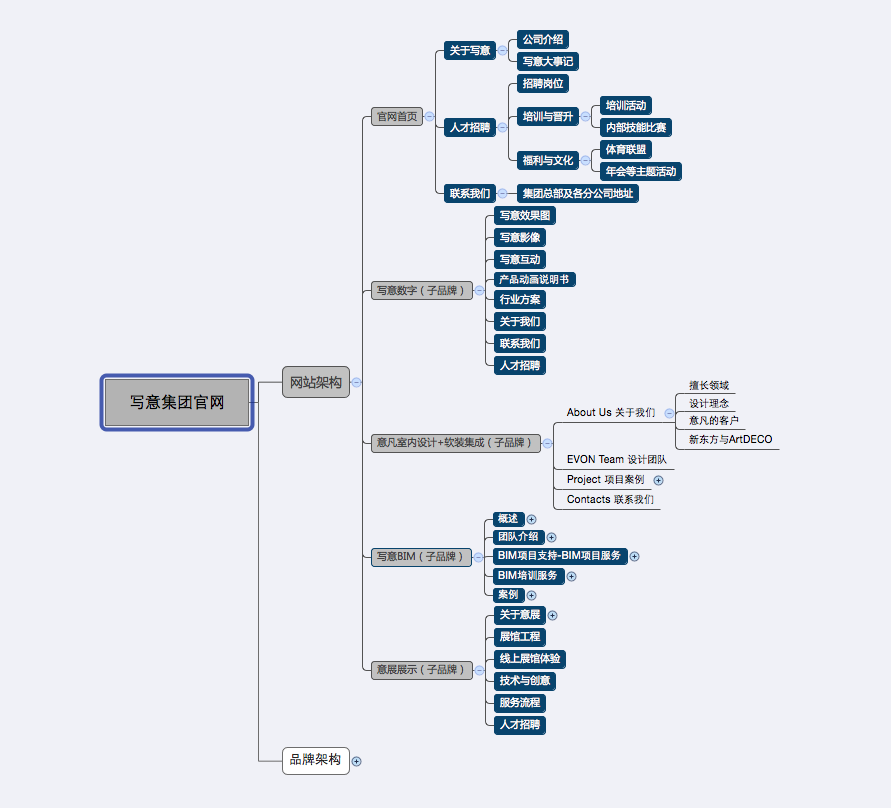 写意集团官网
网站架构
官网首页
关于写意
公司介绍
写意大事记
人才招聘
招聘岗位
培训与晋升
培训活动
内部技能比赛
福利与文化
体育联盟
年会等主题活动
联系我们
集团总部及各分公司地址
写意数字（子品牌）
写意效果图
写意影像
写意互动
产品动画说明书
行业方案
关于我们
联系我们
人才招聘
意凡室内设计+软装集成（子品牌）
About Us 关于我们
擅长领域
设计理念
意凡的客户
新东方与ArtDECO
EVON Team 设计团队
Project 项目案例
Contacts 联系我们
写意BIM（子品牌）
概述
团队介绍
BIM项目支持-BIM项目服务
BIM培训服务
案例
意展展示（子品牌）
关于意展
展馆工程
线上展馆体验
技术与创意
服务流程
人才招聘
品牌架构